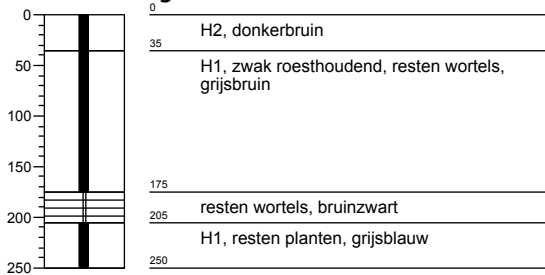 0
0
H2, donkerbruin
35
50
H1, zwak roesthoudend, resten wortels,
grijsbruin
100
150
175
resten wortels, bruinzwart
200
205
H1, resten planten, grijsblauw
250
250